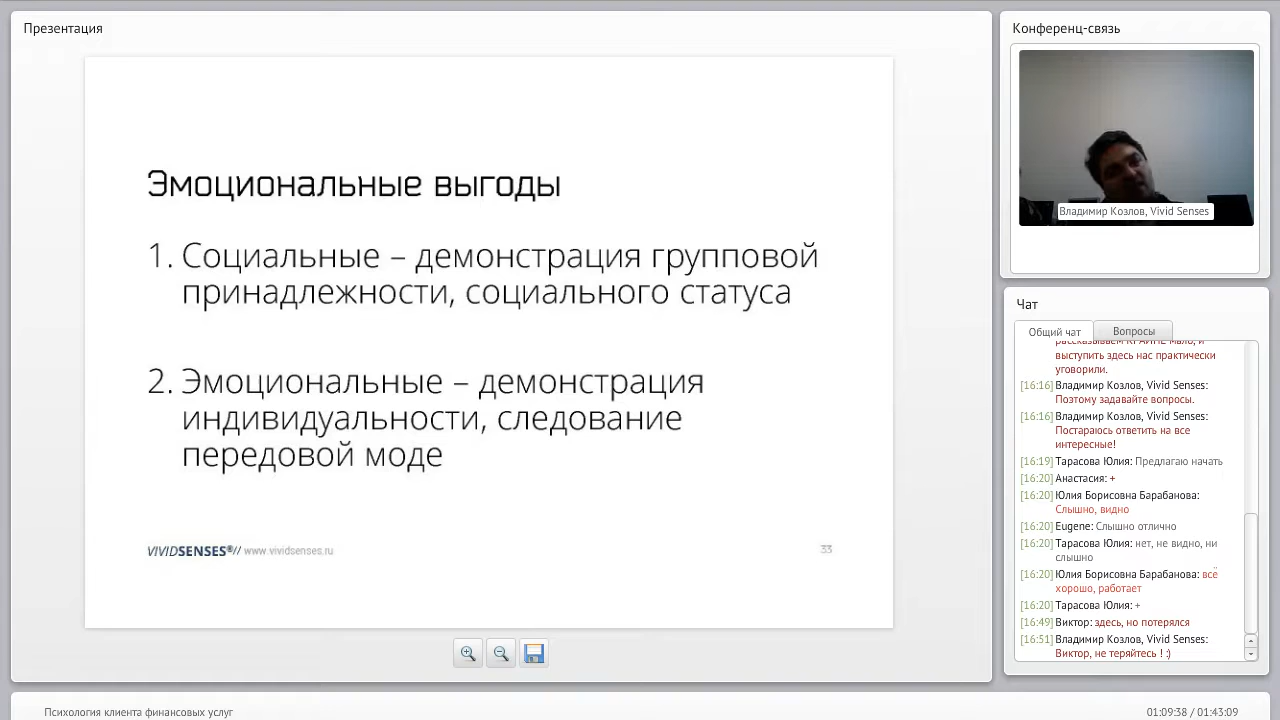 Презентация
Эмоциональные выгоды
1. Социальные – демонстрация групповой
принадлежности, социального статуса
2. Эмоциональные – демонстрация
индивидуальности, следование
передовой моде
VIVIDSENSES®// www.vividsenses.ru
33
Конференц-связь
Владимир Козлов, Vivid Senses
Чат
Общий чат
Вопросы
выступить здесь нас практически
уговорили.
[16:16] Владимир Козлов, Vivid Senses:
Поэтому задавайте вопросы.
[16:16] Владимир Козлов, Vivid Senses:
Постараюсь ответить на все
интересные!
[16:19] Тарасова Юлия: Предлагаю начать
[16:20] Анастасия: +
[16:20] Юлия Борисовна Барабанова:
Слышно, видно
[16:20] Eugene: Слышно отлично
[16:20] Тарасова Юлия: нет, не видно, ни
слышно
[16:20] Юлия Борисовна Барабанова: всё
хорошо, работает
[16:20] Тарасова Юлия: +
[16:49] Виктор: здесь, но потерялся
[16:51] Владимир Козлов, Vivid Senses:
Виктор, не теряйтесь ! :)
Психология клиента финансовых услуг
01:09:38 / 01:43:09